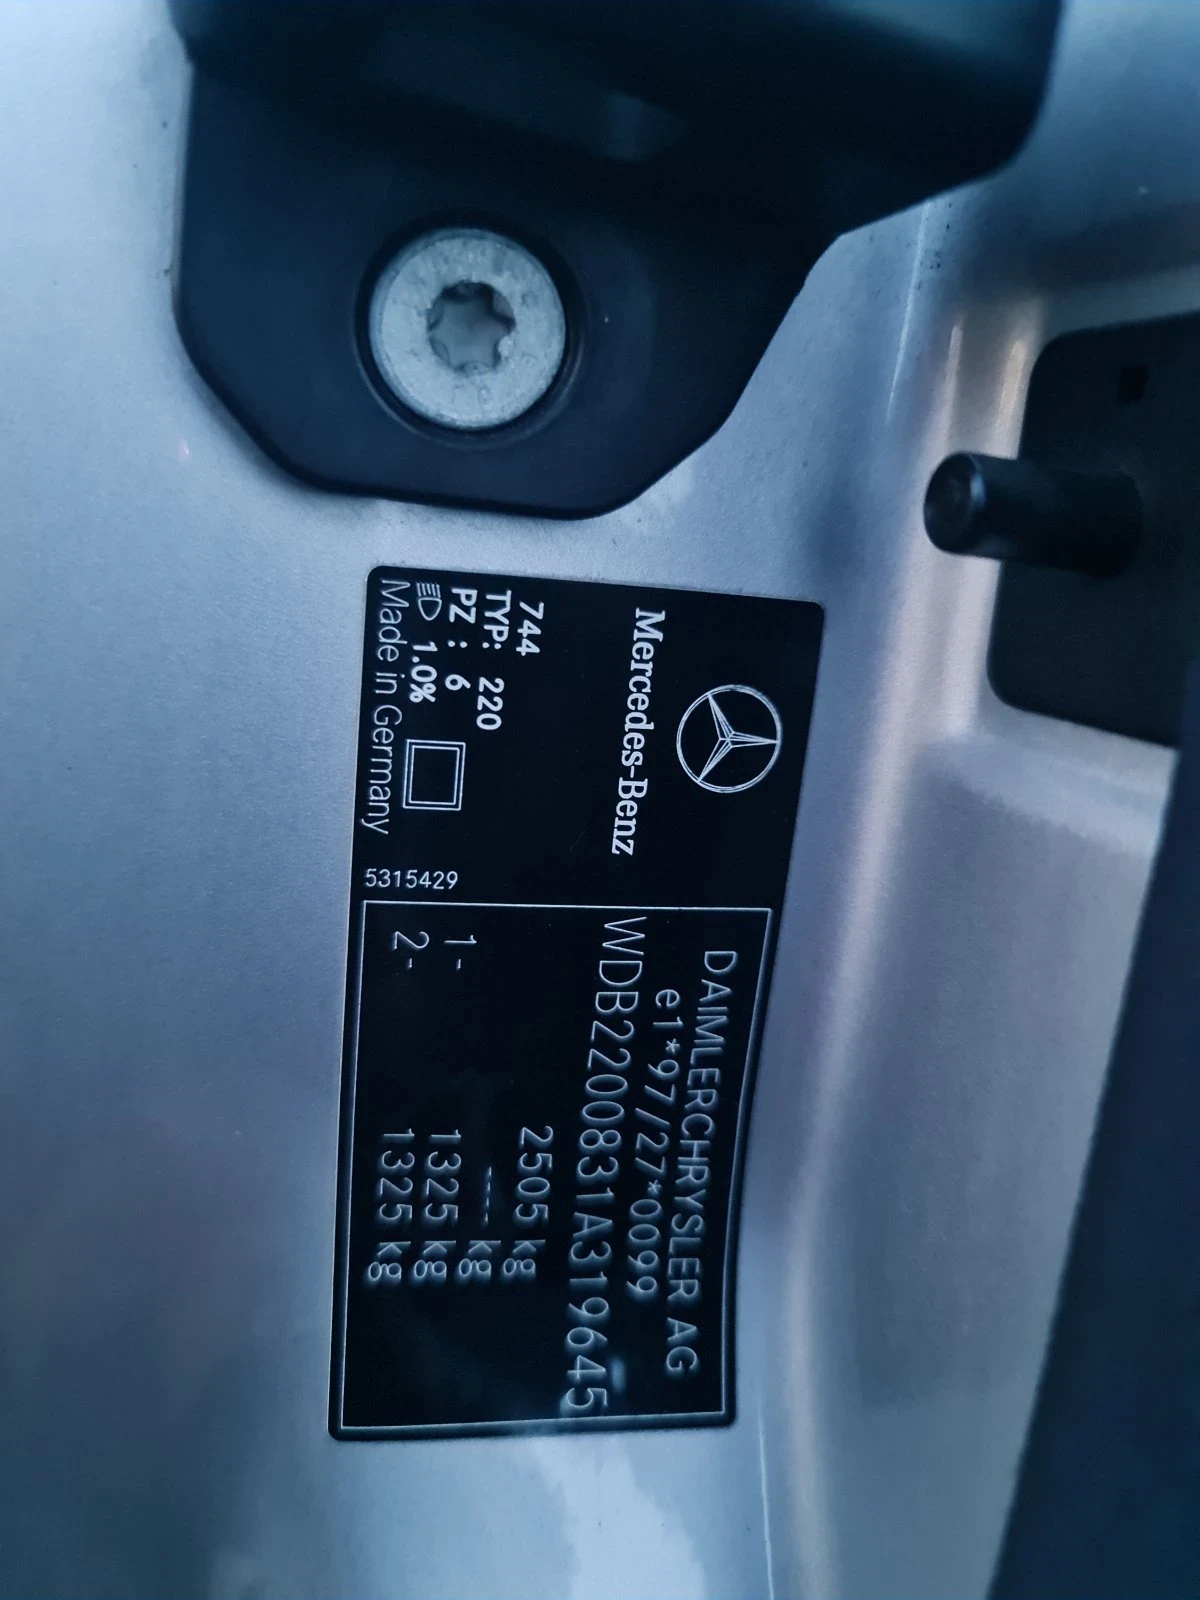 Mercedes-Benz
744
TYP: 220
PZ : 6
1.0%
Made in Germany
5315429
DAIMLERCHRYSLER AG
e1*97/27*0099
WDB2200831A319645
2505 kg
--- kg
1- 1325 kg
2- 1325 kg